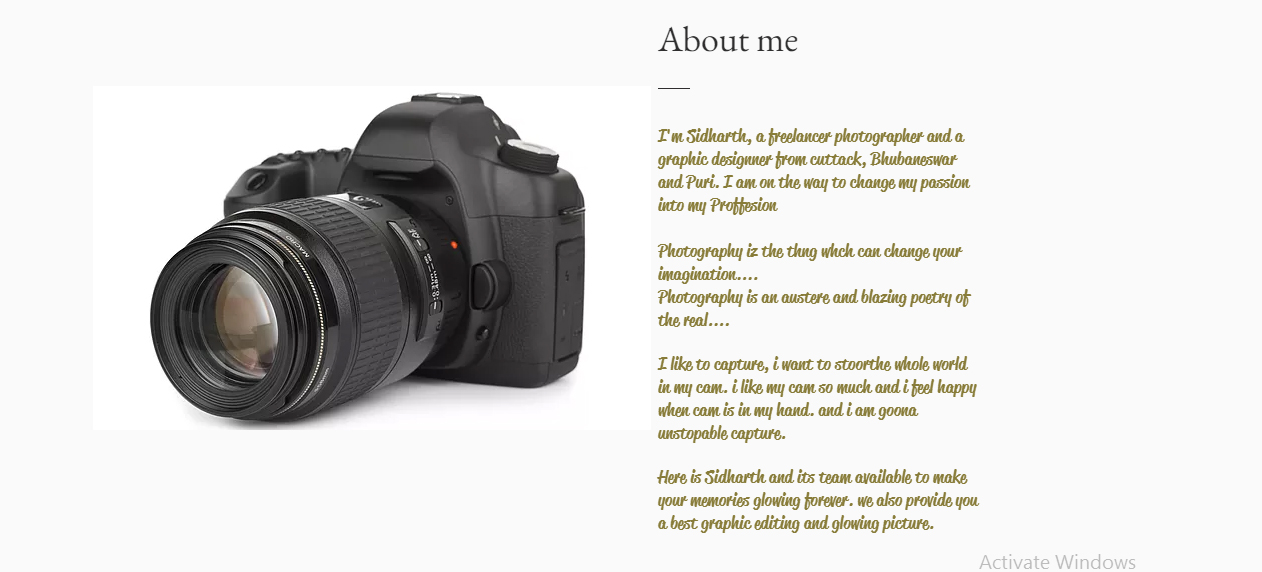 About me
I'm Sidharth, a freelancer photographer and a
graphic designner from cuttack, Bhubaneswar
and Puri. I am on the way to change my passion
into my Proffesion
Photography iz the thng whch can change your
imagination....
Photography is an austere and blazing poetry of
the real....
I like to capture, i want to stoorthe whole world
in my cam. i like my cam so much and i feel happy
when cam is in my hand. and i am goona
unstopable capture.
Here is Sidharth and its team available to make
your memories glowing forever. we also provide you
a best graphic editing and glowing picture.
MACRO
Activate Windows